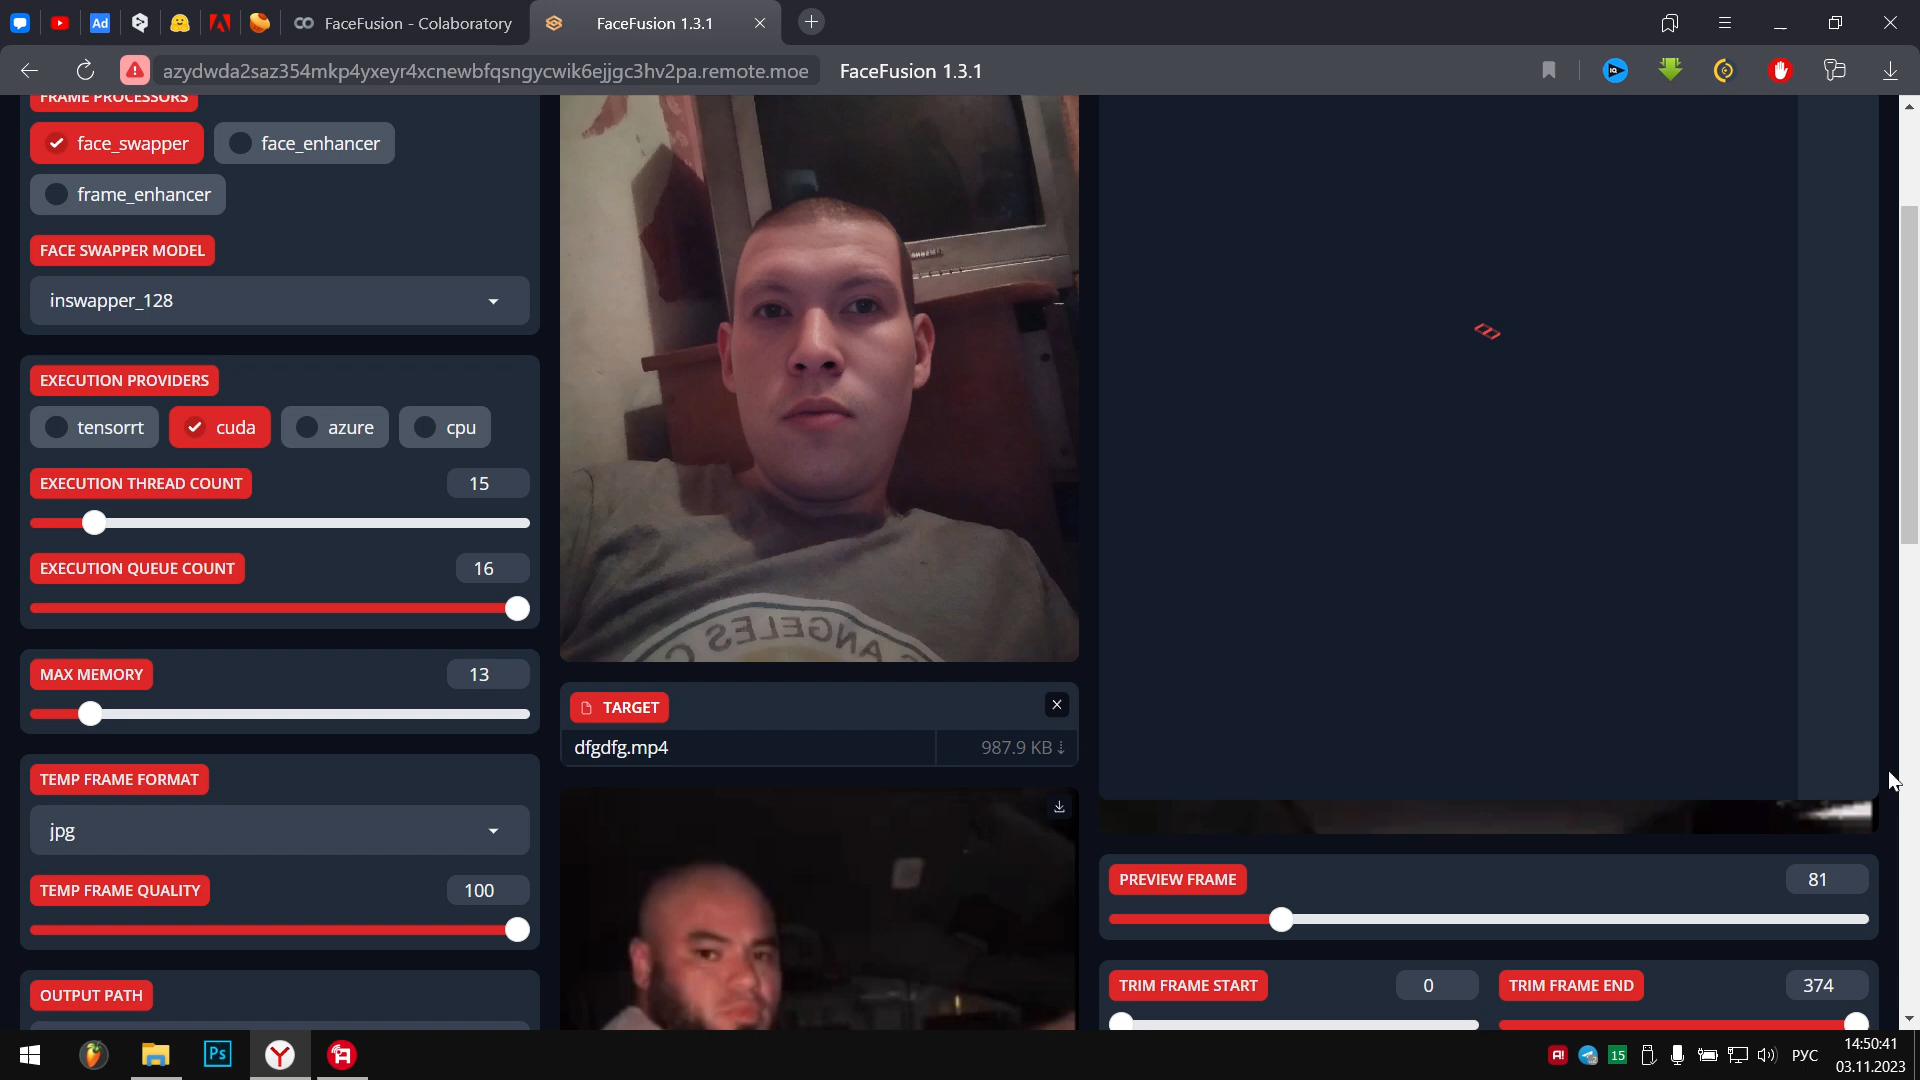 FaceFusion - Colaboratory
FaceFusion 1.3.1
azydwda2saz354mkp4yxeyr4xcnewbfqsngycwik6ejjgc3hv2pa.remote.moe
FaceFusion 1.3.1
FRAME PROCESSORS
face_swapper
face_enhancer
frame_enhancer
FACE SWAPPER MODEL
inswapper_128
EXECUTION PROVIDERS
tensorrt
cuda
azure
cpu
EXECUTION THREAD COUNT
15
EXECUTION QUEUE COUNT
16
MAX MEMORY
13
TEMP FRAME FORMAT
jpg
TEMP FRAME QUALITY
100
OUTPUT PATH
ANGELES C
TARGET
dfgdfg.mp4
987.9 KB ⇣
PREVIEW FRAME
81
TRIM FRAME START
0
TRIM FRAME END
374
Ad
Ps
15
РУС
14:50:41
03.11.2023